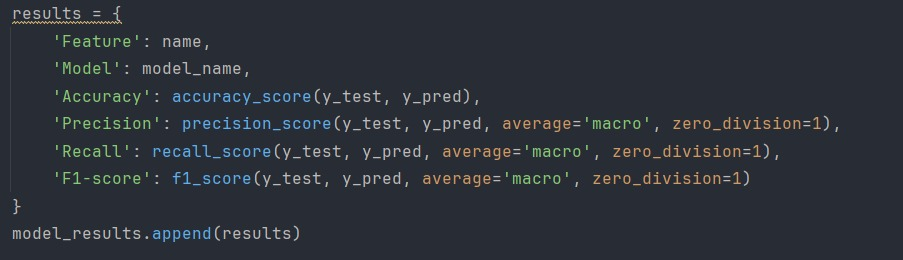 results = {
    'Feature': name,
    'Model': model_name,
    'Accuracy': accuracy_score(y_test, y_pred),
    'Precision': precision_score(y_test, y_pred, average='macro', zero_division=1),
    'Recall': recall_score(y_test, y_pred, average='macro', zero_division=1),
    'F1-score': f1_score(y_test, y_pred, average='macro', zero_division=1)
}
model_results.append(results)